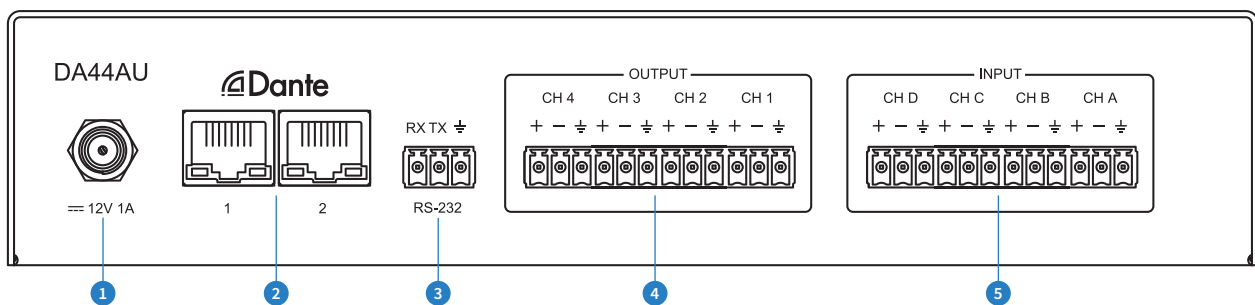 DA44AU
Dante
OUTPUT
INPUT
CH 4 CH 3 CH 2 CH 1
CH D CH C CH B CH A
RX TX ⏚
+ − ⏚ + − ⏚ + − ⏚ + − ⏚
+ − ⏚ + − ⏚ + − ⏚ + − ⏚
⎓ 12V 1A
1
2
RS-232
1
2
3
4
5